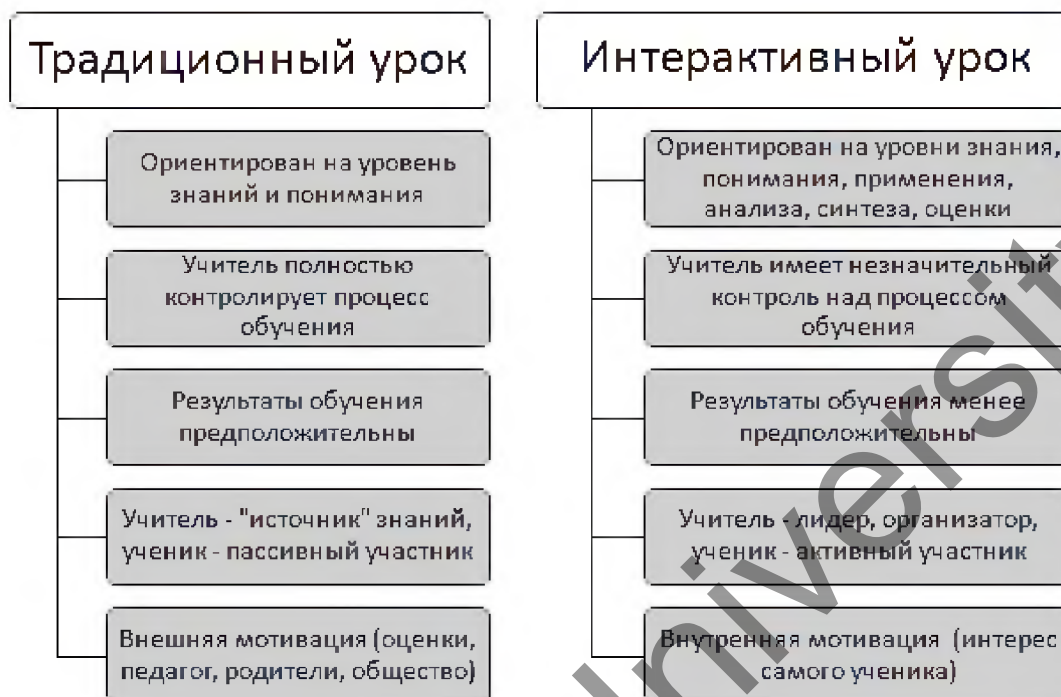 Традиционный урок
Ориентирован на уровень
знаний и понимания
Учитель полностью
контролирует процесс
обучения
Результаты обучения
предположительны
Учитель - "источник" знаний,
ученик - пассивный участник
Внешняя мотивация (оценки,
педагог, родители, общество)
Интерактивный урок
Ориентирован на уровни знания,
понимания, применения,
анализа, синтеза, оценки
Учитель имеет незначительный
контроль над процессом
обучения
Результаты обучения менее
предположительны
Учитель - лидер, организатор,
ученик - активный участник
Внутренняя мотивация (интерес
самого ученика)